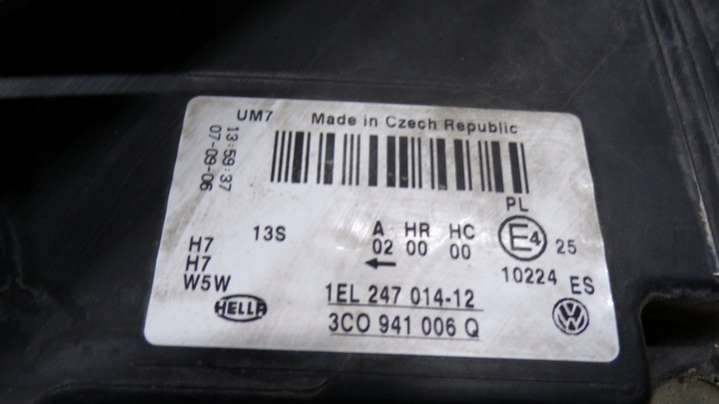 UM7 Made in Czech Republic
13:59:37
07-09-06
PL
13S
A HR HC
02 00 00
E4 25
10224 ES
H7
H7
W5W
HELLA
1EL 247 014-12
3C0 941 006 Q
VW